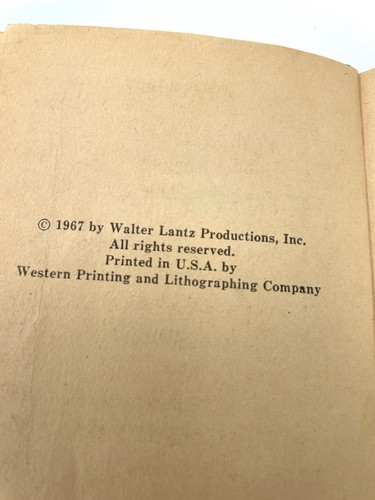 © 1967 by Walter Lantz Productions, Inc.
All rights reserved.
Printed in U.S.A. by
Western Printing and Lithographing Company